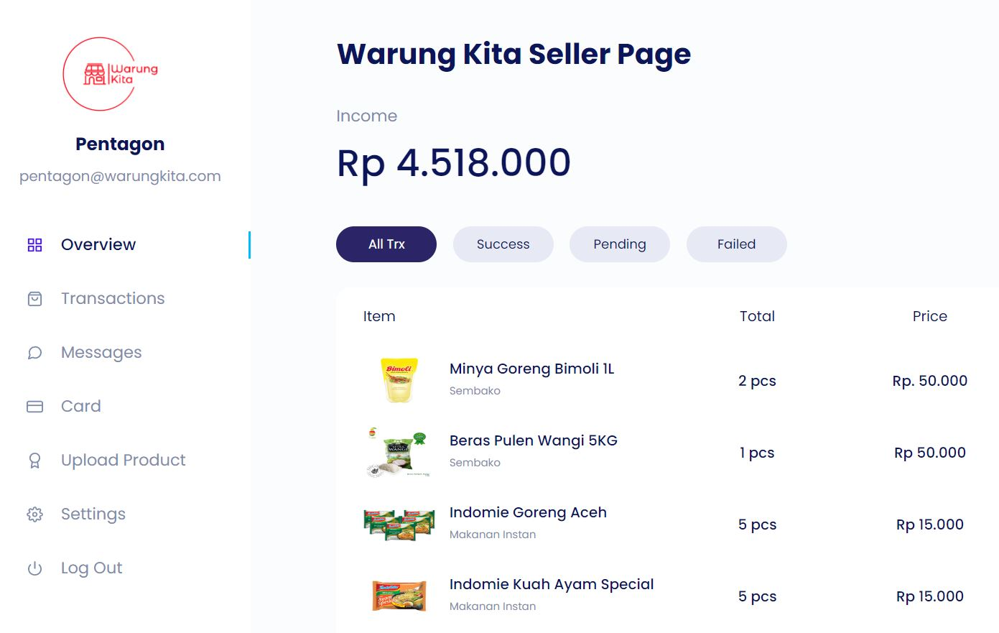 Warung
Kita
Pentagon
pentagon@warungkita.com
Overview
Transactions
Messages
Card
Upload Product
Settings
Log Out
Warung Kita Seller Page
Income
Rp 4.518.000
All Trx Success Pending Failed
Item Total Price
Bimoli
Minya Goreng Bimoli 1L
Sembako
2 pcs
Rp. 50.000
WANGI
Beras Pulen Wangi 5KG
Sembako
1 pcs
Rp 50.000
Indomie Goreng Aceh
Makanan Instan
5 pcs
Rp 15.000
Indomie Kuah Ayam Special
Makanan Instan
5 pcs
Rp 15.000